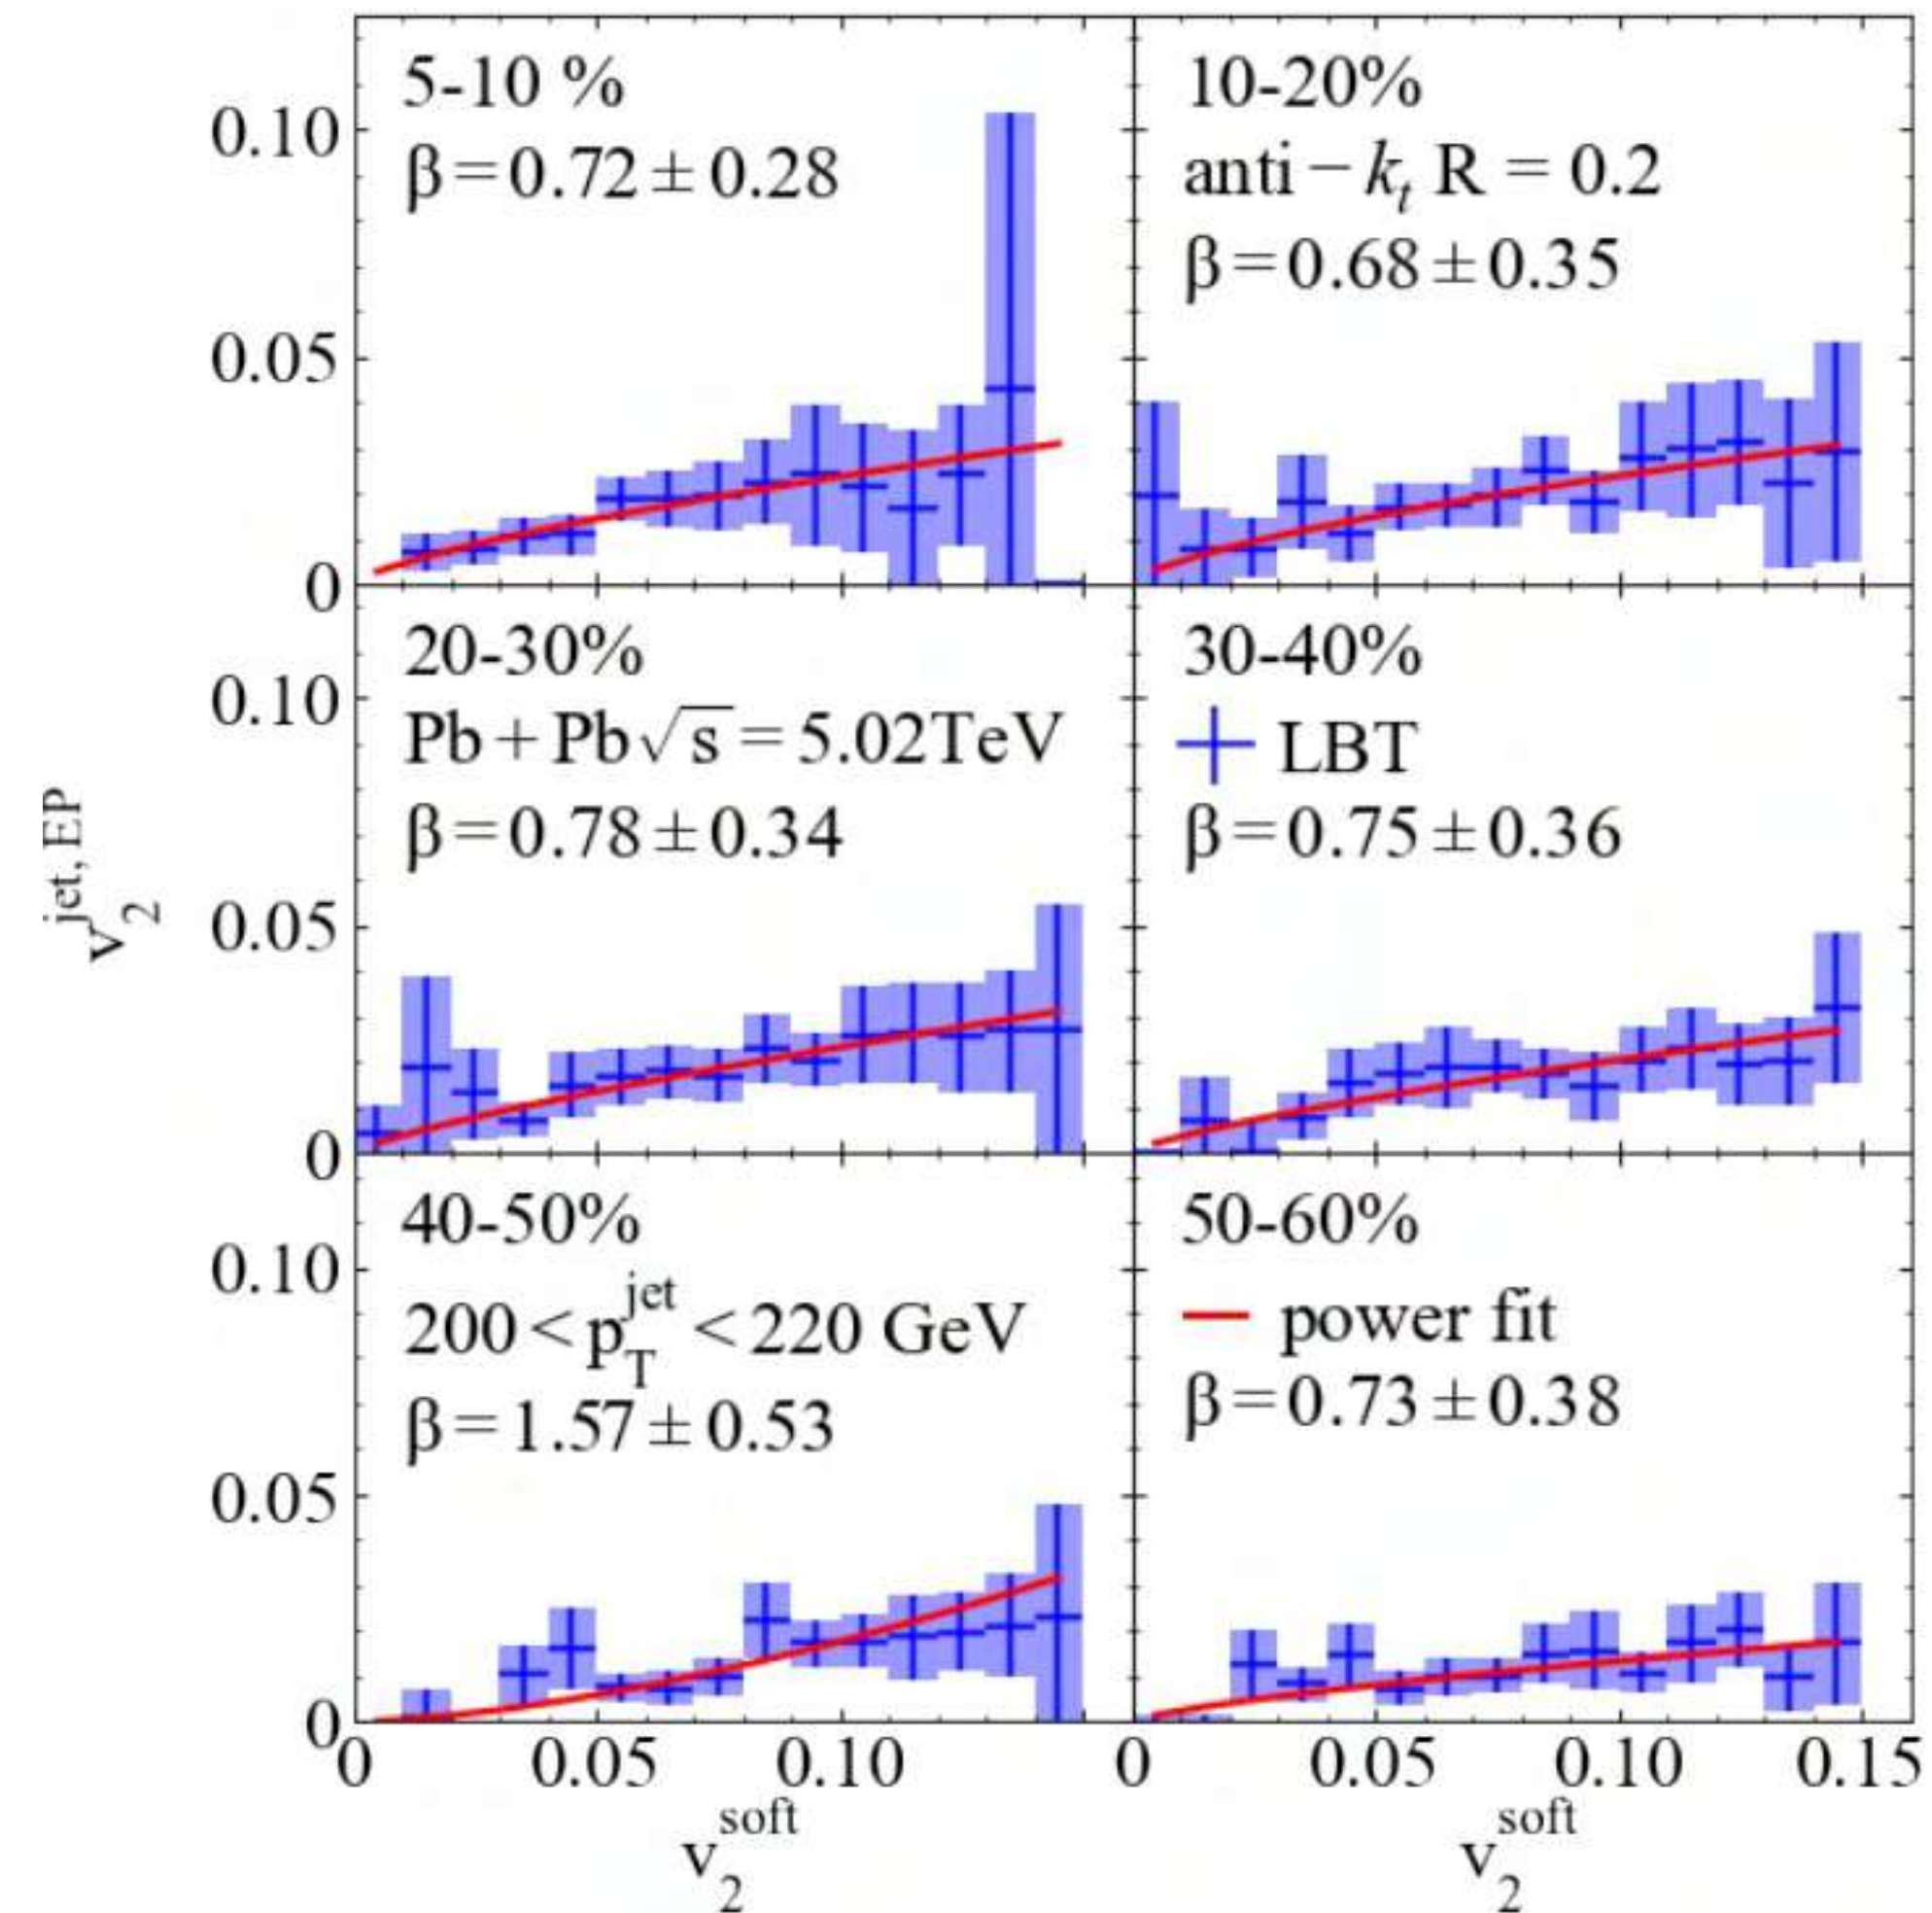 5-10 %
β=0.72±0.28
10-20%
anti−kₜ R = 0.2
β=0.68±0.35
0.10
0.05
0
20-30%
Pb+Pb√s=5.02TeV
β=0.78±0.34
30-40%
LBT
β=0.75±0.36
0.10
0.05
0
v₂^jet, EP
40-50%
200<p_T^jet<220 GeV
β=1.57±0.53
50-60%
power fit
β=0.73±0.38
0.10
0.05
0
0 0.05 0.10 0 0.05 0.10 0.15
v₂^soft v₂^soft